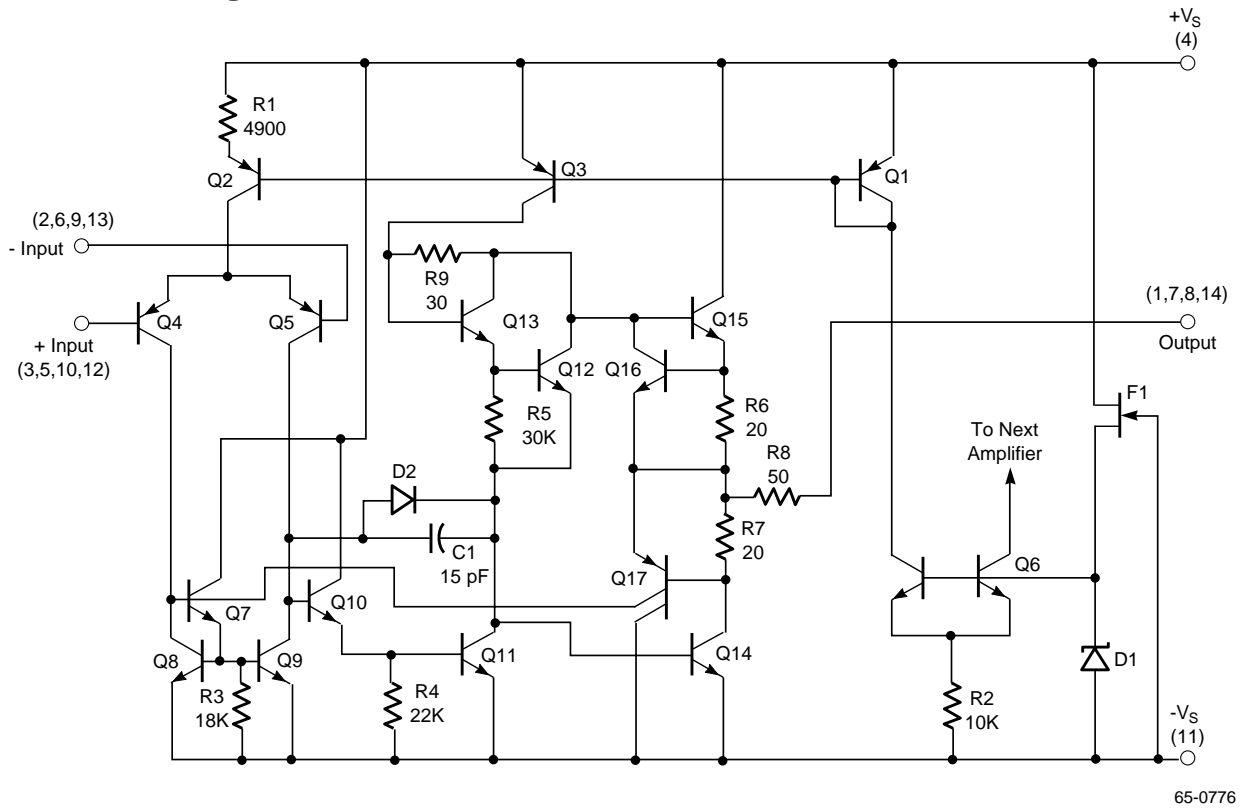 +VS
(4)
R1
4900
Q2
Q3
Q1
(2,6,9,13)
- Input
R9
30
Q4
Q5
+ Input
(3,5,10,12)
Q13
Q15
(1,7,8,14)
Output
Q12
Q16
R5
30K
R6
20
F1
To Next
Amplifier
R8
50
D2
R7
20
C1
15 pF
Q17
Q6
Q7
Q10
Q8
Q9
Q11
Q14
D1
R3
18K
R4
22K
R2
10K
-VS
(11)
65-0776